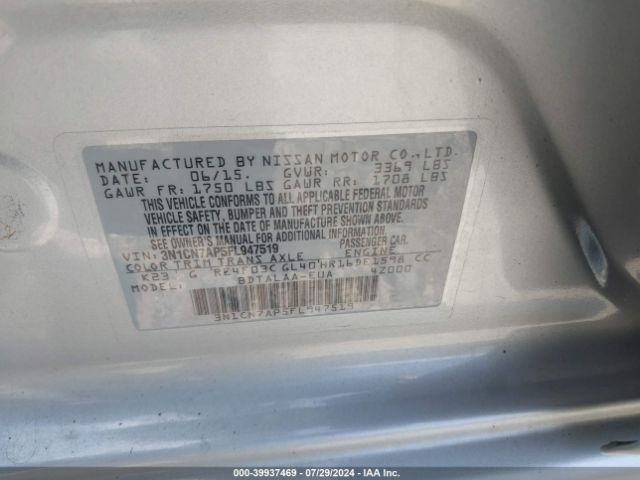 MANUFACTURED BY NISSAN MOTOR CO.,LTD.
DATE: 06/15. GVWR: 3369 LBS
GAWR FR: 1750 LBS GAWR RR: 1708 LBS
THIS VEHICLE CONFORMS TO ALL APPLICABLE FEDERAL MOTOR
VEHICLE SAFETY, BUMPER AND THEFT PREVENTION STANDARDS
IN EFFECT ON THE DATE OF MANUFACTURE SHOWN ABOVE.
SEE OWNER'S MANUAL FOR ADDITIONAL INFORMATION.
VIN: 3N1CN7AP5FL947519 PASSENGER CAR.
COLOR TRIM TRANS AXLE ENGINE
K23 G RE4F03C GL40 HR16DE1598 CC
MODEL: BDTALAA-EUA 42000
3N1CN7AP5FL947519
000-39937469 - 07/29/2024 - IAA Inc.